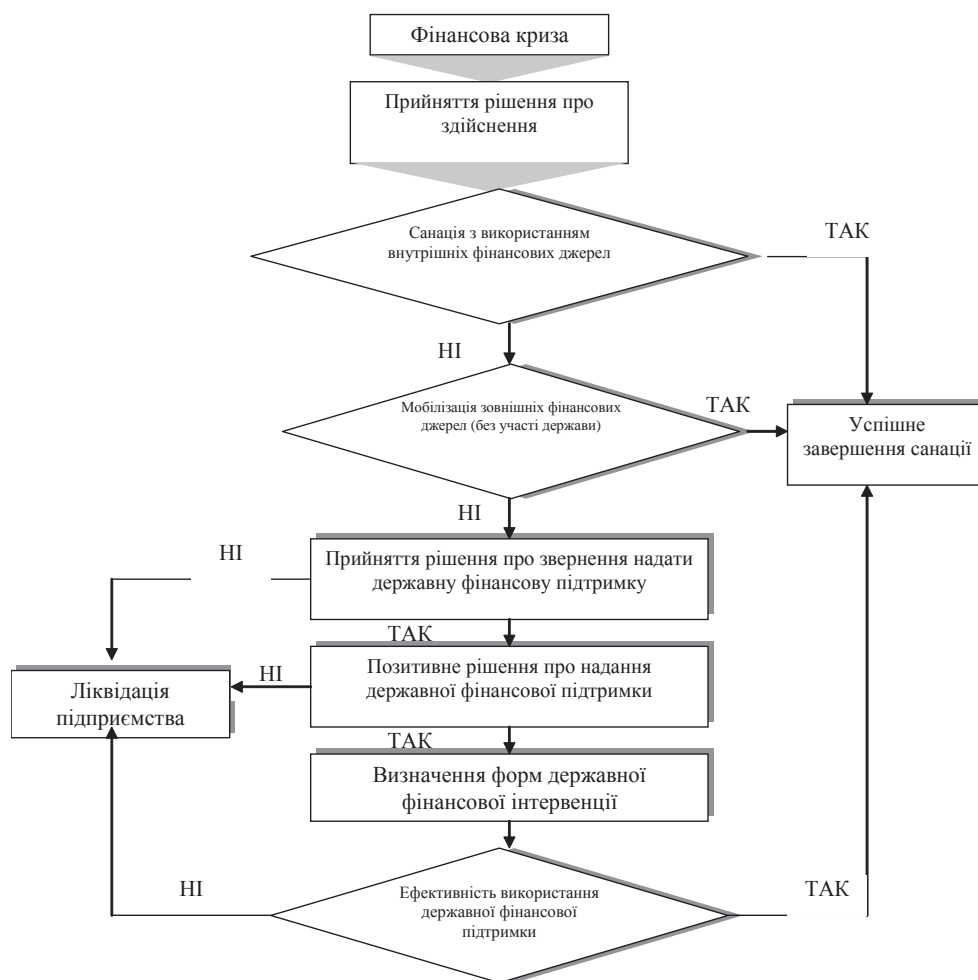 Фінансова криза
Прийняття рішення про
здійснення
Санація з використанням
внутрішніх фінансових джерел
ТАК
НІ
Мобілізація зовнішніх фінансових
джерел (без участі держави)
ТАК
Успішне
завершення санації
НІ
НІ
Прийняття рішення про звернення надати
державну фінансову підтримку
ТАК
Позитивне рішення про надання
державної фінансової підтримки
НІ
Ліквідація
підприємства
ТАК
Визначення форм державної
фінансової інтервенції
НІ
Ефективність використання
державної фінансової
підтримки
ТАК